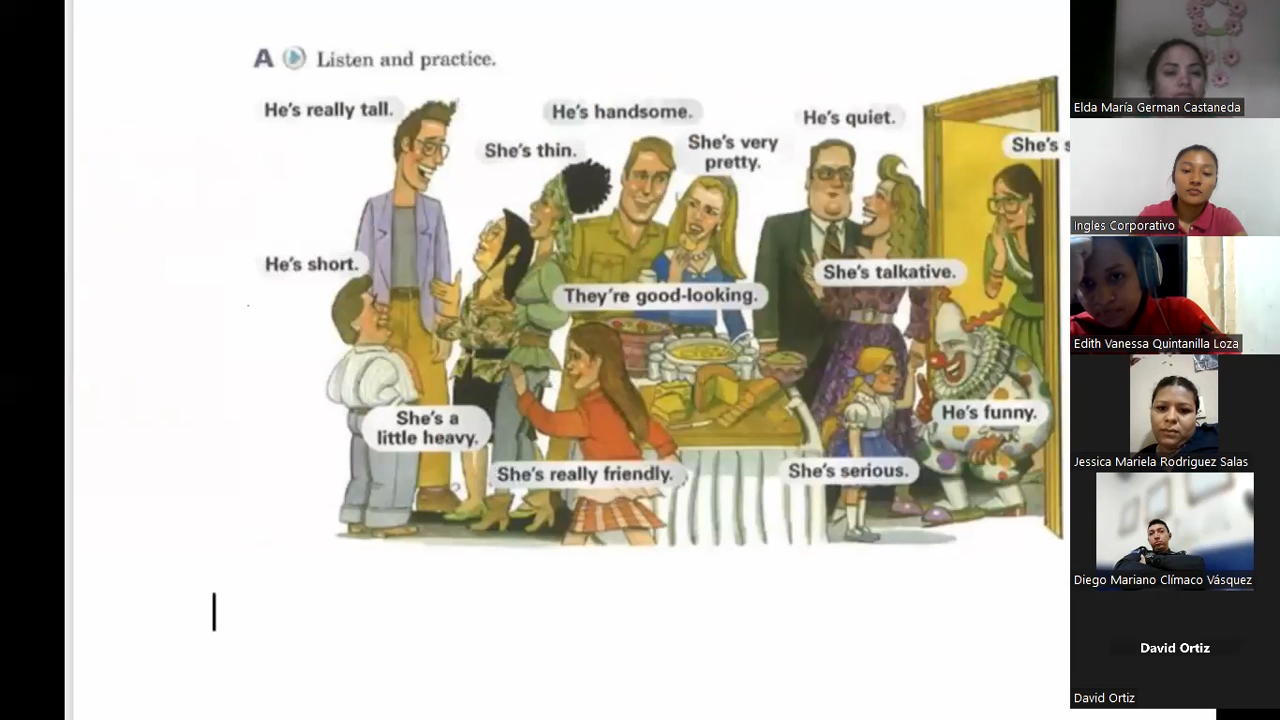 A Listen and practice.
He's really tall.
He's handsome.
He's quiet.
She's thin.
She's very
pretty.
She's
He's short.
She's talkative.
They're good-looking.
She's a
little heavy.
He's funny.
She's really friendly.
She's serious.
Elda María German Castaneda
Ingles Corporativo
Edith Vanessa Quintanilla Loza
Jessica Mariela Rodriguez Salas
Diego Mariano Clímaco Vásquez
David Ortiz
David Ortiz